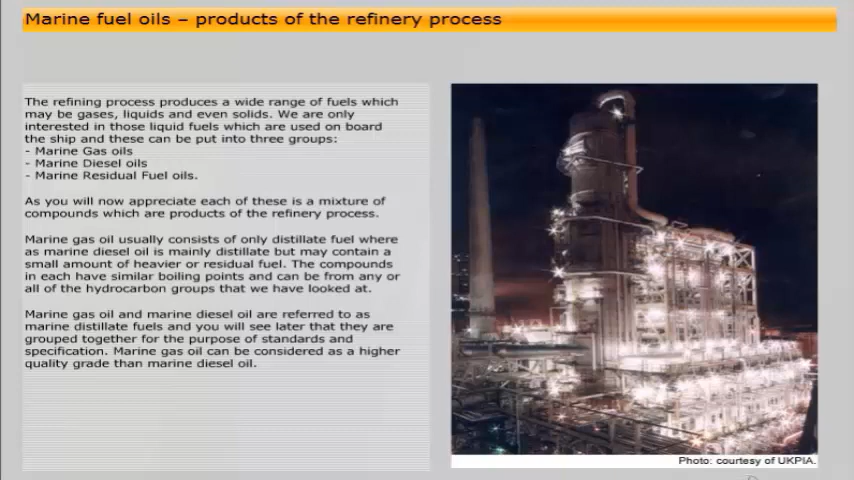 Marine fuel oils – products of the refinery process
The refining process produces a wide range of fuels which
may be gases, liquids and even solids. We are only
interested in those liquid fuels which are used on board
the ship and these can be put into three groups:
- Marine Gas oils
- Marine Diesel oils
- Marine Residual Fuel oils.
As you will now appreciate each of these is a mixture of
compounds which are products of the refinery process.
Marine gas oil usually consists of only distillate fuel where
as marine diesel oil is mainly distillate but may contain a
small amount of heavier or residual fuel. The compounds
in each have similar boiling points and can be from any or
all of the hydrocarbon groups that we have looked at.
Marine gas oil and marine diesel oil are referred to as
marine distillate fuels and you will see later that they are
grouped together for the purpose of standards and
specification. Marine gas oil can be considered as a higher
quality grade than marine diesel oil.
Photo: courtesy of UKPIA.